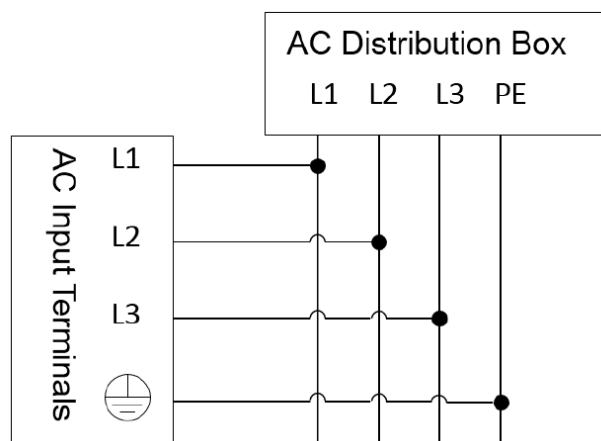 AC Distribution Box
L1 L2 L3 PE
AC Input Terminals
L1
L2
L3